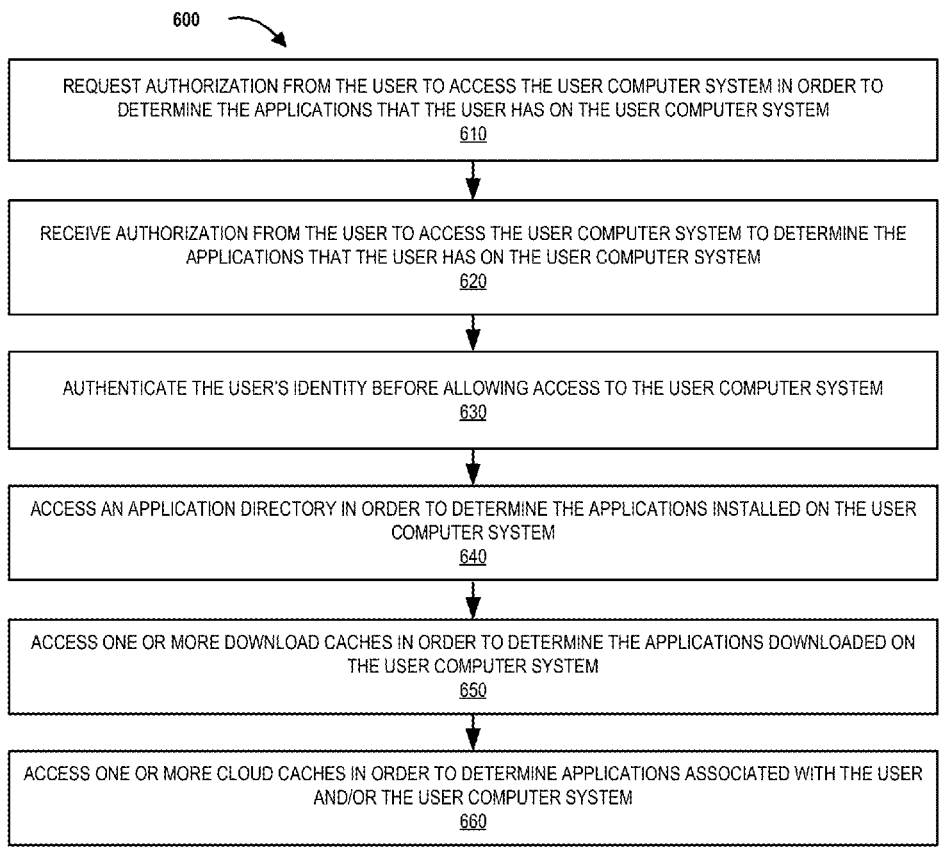 600
REQUEST AUTHORIZATION FROM THE USER TO ACCESS THE USER COMPUTER SYSTEM IN ORDER TO
DETERMINE THE APPLICATIONS THAT THE USER HAS ON THE USER COMPUTER SYSTEM
610
RECEIVE AUTHORIZATION FROM THE USER TO ACCESS THE USER COMPUTER SYSTEM TO DETERMINE THE
APPLICATIONS THAT THE USER HAS ON THE USER COMPUTER SYSTEM
620
AUTHENTICATE THE USER'S IDENTITY BEFORE ALLOWING ACCESS TO THE USER COMPUTER SYSTEM
630
ACCESS AN APPLICATION DIRECTORY IN ORDER TO DETERMINE THE APPLICATIONS INSTALLED ON THE USER
COMPUTER SYSTEM
640
ACCESS ONE OR MORE DOWNLOAD CACHES IN ORDER TO DETERMINE THE APPLICATIONS DOWNLOADED ON
THE USER COMPUTER SYSTEM
650
ACCESS ONE OR MORE CLOUD CACHES IN ORDER TO DETERMINE APPLICATIONS ASSOCIATED WITH THE USER
AND/OR THE USER COMPUTER SYSTEM
660